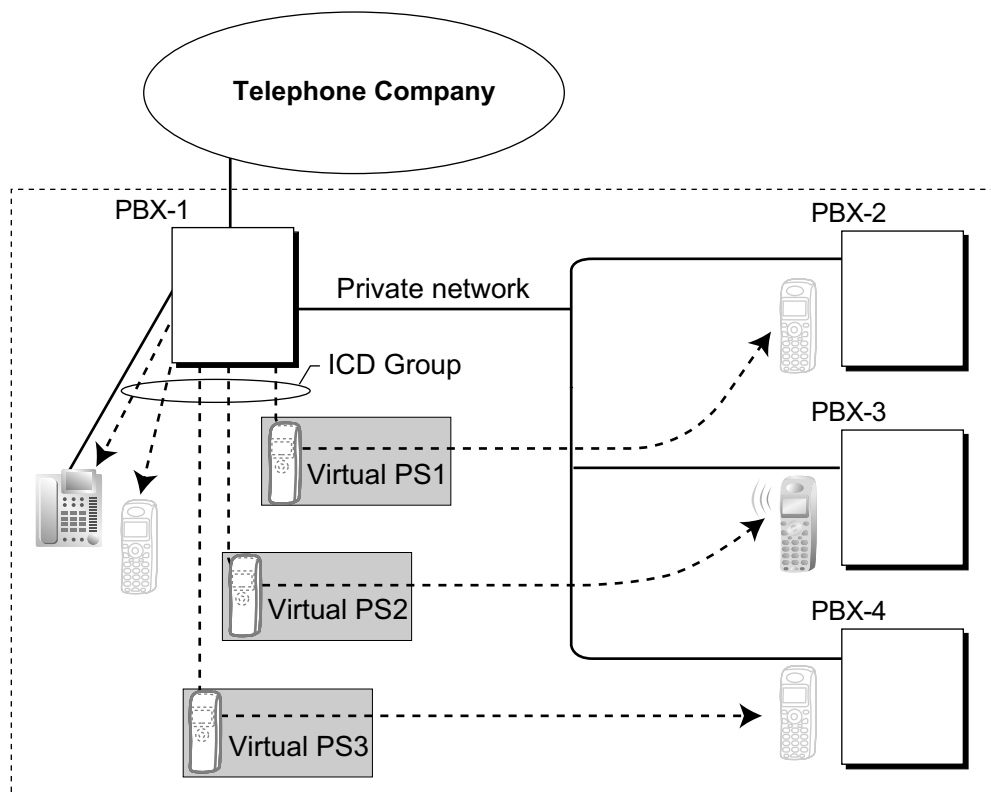 Telephone Company
PBX-1
PBX-2
Private network
ICD Group
PBX-3
Virtual PS1
Virtual PS2
PBX-4
Virtual PS3